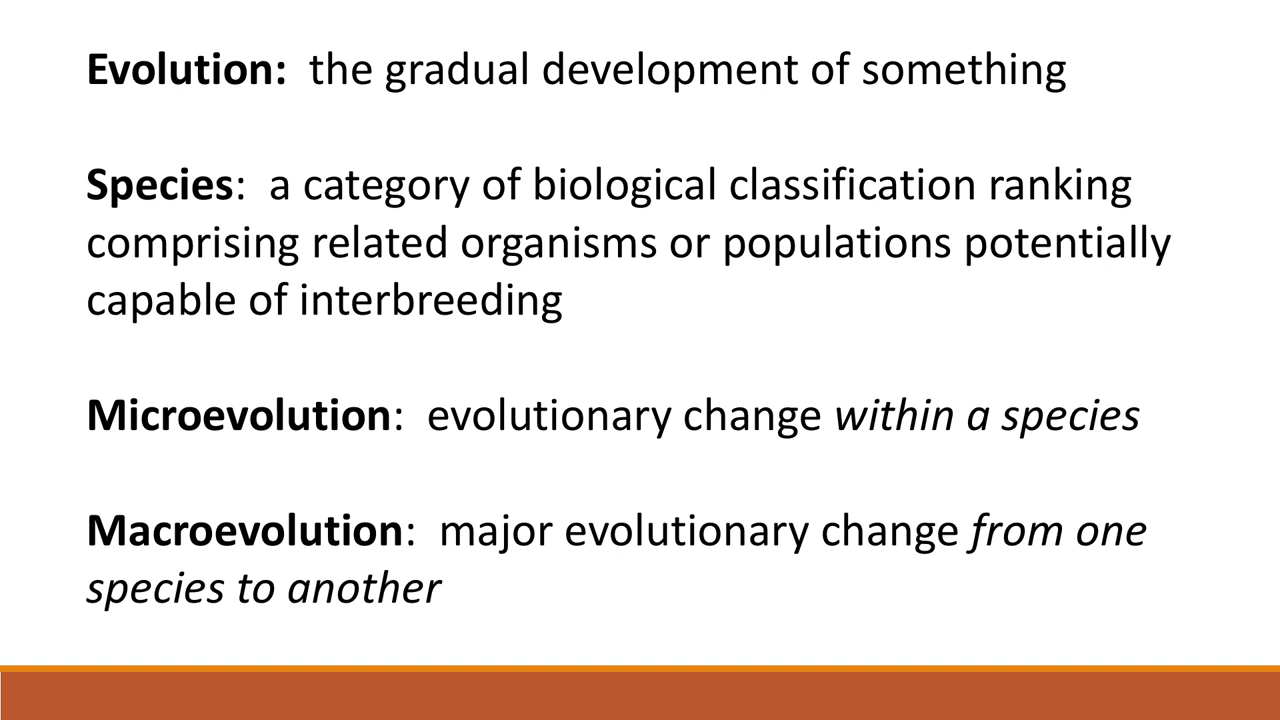 Evolution:  the gradual development of something
Species:  a category of biological classification ranking
comprising related organisms or populations potentially
capable of interbreeding
Microevolution:  evolutionary change within a species
Macroevolution:  major evolutionary change from one
species to another